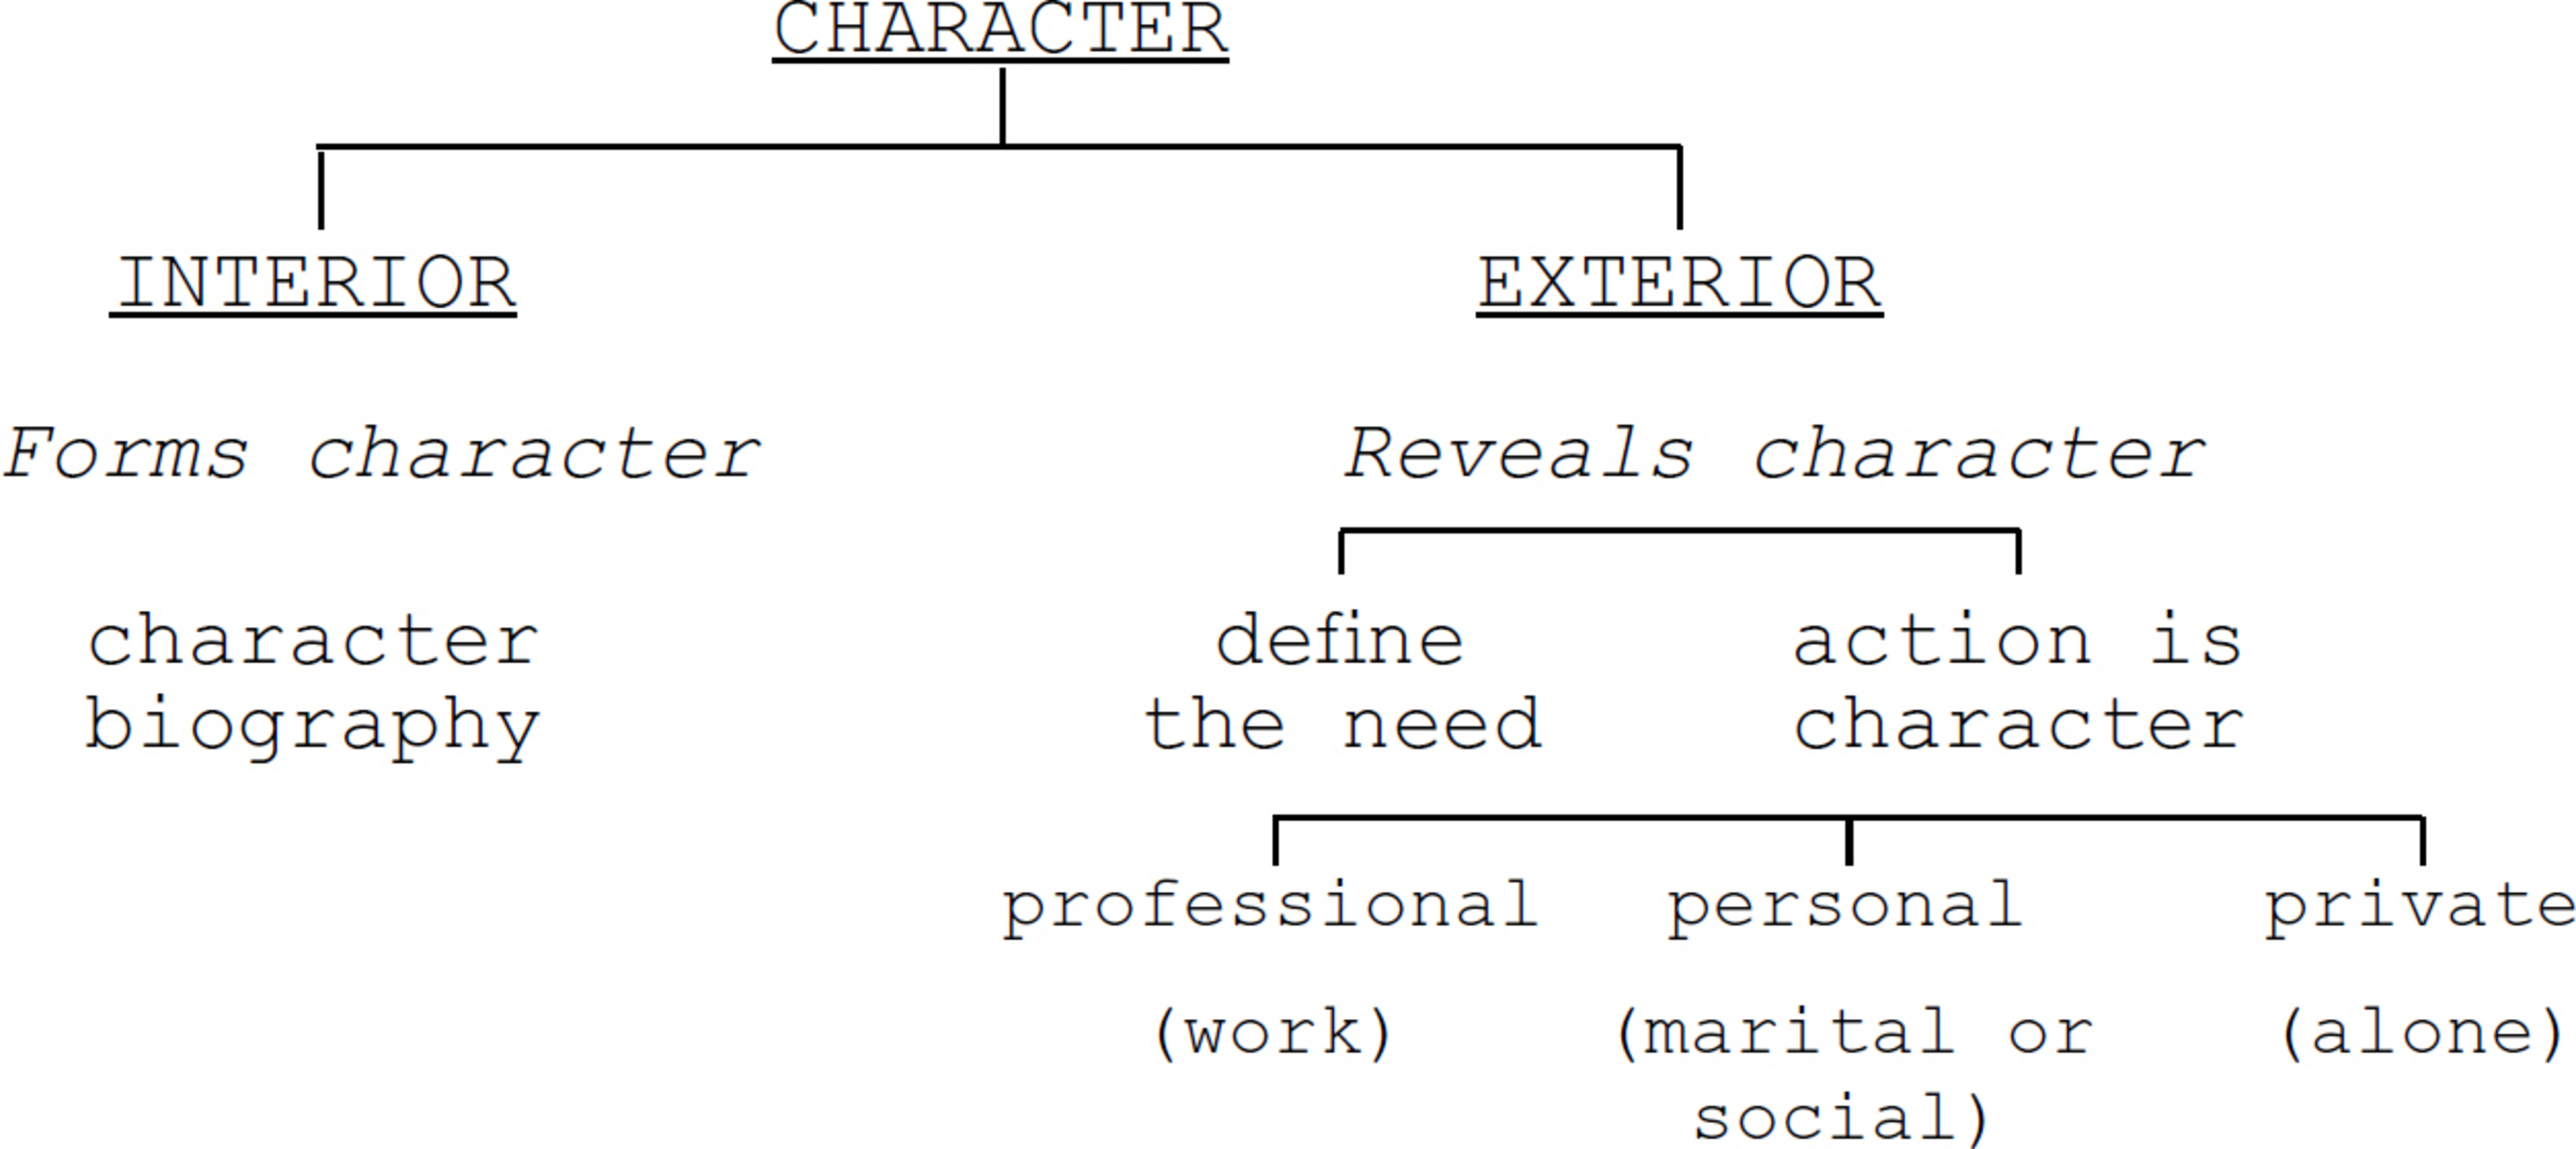 CHARACTER
INTERIOR EXTERIOR
Forms character Reveals character
character define action is
biography the need character
professional personal private
(work) (marital or (alone)
social)